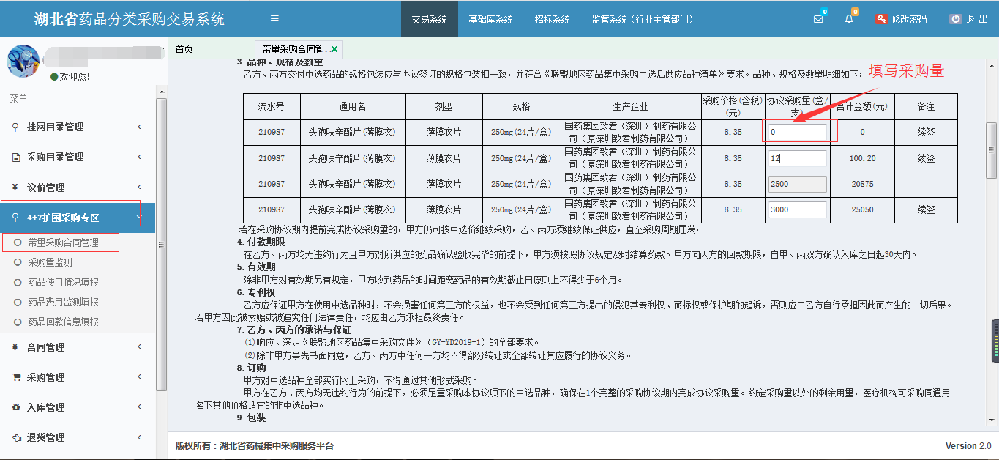 湖北省药品分类采购交易系统
交易系统
基础库系统
招标系统
监管系统（行业主管部门）
0
0
修改密码
退 出
欢迎您!
菜单
挂网目录管理
采购目录管理
¥ 议价管理
4+7扩围采购专区
带量采购合同管理
采购量监测
药品使用情况填报
药品费用监测填报
药品回款信息填报
¥ 合同管理
采购管理
入库管理
退货管理
首页
带量采购合同管...
3. 品种、规格及数量
乙方、丙方交付中选药品的规格包装应与协议签订的规格包装相一致，并符合《联盟地区药品集中采购中选后供应品种清单》要求。品种、规格及数量明细如下：
填写采购量
流水号 通用名 剂型 规格 生产企业 采购价格(含税)(元) 协议采购量(盒/支) 合计金额(元) 备注
210987 头孢呋辛酯片(薄膜衣) 薄膜衣片 250mg(24片/盒) 国药集团致君（深圳）制药有限公司（原深圳致君制药有限公司） 8.35 0 0 续签
210987 头孢呋辛酯片(薄膜衣) 薄膜衣片 250mg(24片/盒) 国药集团致君（深圳）制药有限公司（原深圳致君制药有限公司） 8.35 12 100.20 续签
210987 头孢呋辛酯片(薄膜衣) 薄膜衣片 250mg(24片/盒) 国药集团致君（深圳）制药有限公司（原深圳致君制药有限公司） 8.35 2500 20875
210987 头孢呋辛酯片(薄膜衣) 薄膜衣片 250mg(24片/盒) 国药集团致君（深圳）制药有限公司（原深圳致君制药有限公司） 8.35 3000 25050 续签
若在采购协议期内提前完成协议采购量的，甲方仍可按中选价继续采购，乙、丙方须继续保证供应，直至采购周期届满。
4. 付款期限
在乙方、丙方均无违约行为且甲方对所供应的药品确认验收完毕的前提下，甲方须按照协议规定及时结算药款。甲方向丙方的回款期限，自甲、丙双方确认入库之日起30天内。
5. 有效期
除非甲方对有效期另有规定，甲方收到药品的时间距离药品的有效期截止日原则上不得少于6个月。
6. 专利权
乙方应保证甲方在使用中选品种时，不会损害任何第三方的权益，也不会受到任何第三方提出的侵犯其专利权、商标权或保护期的起诉，否则应由乙方自行承担因此而产生的一切后果。
若甲方因此被索赔或被追究任何法律责任，均应由乙方承担最终责任。
7. 乙方、丙方的承诺与保证
(1)响应、满足《联盟地区药品集中采购文件》（GY-YD2019-1）的全部要求。
(2)除非甲方事先书面同意，乙方、丙方中任何一方均不得部分转让或全部转让其应履行的协议义务。
8. 订购
甲方对中选品种全部实行网上采购，不得通过其他形式采购。
甲方在乙方、丙方均无违约行为的前提下，必须足量采购本协议项下的中选品种，确保在1个完整的采购协议期内完成协议采购量。约定采购量以外的剩余用量，医疗机构可采购同通用
名下其他价格适宜的非中选品种。
9. 包装
版权所有：湖北省药械集中采购服务平台
Version 2.0